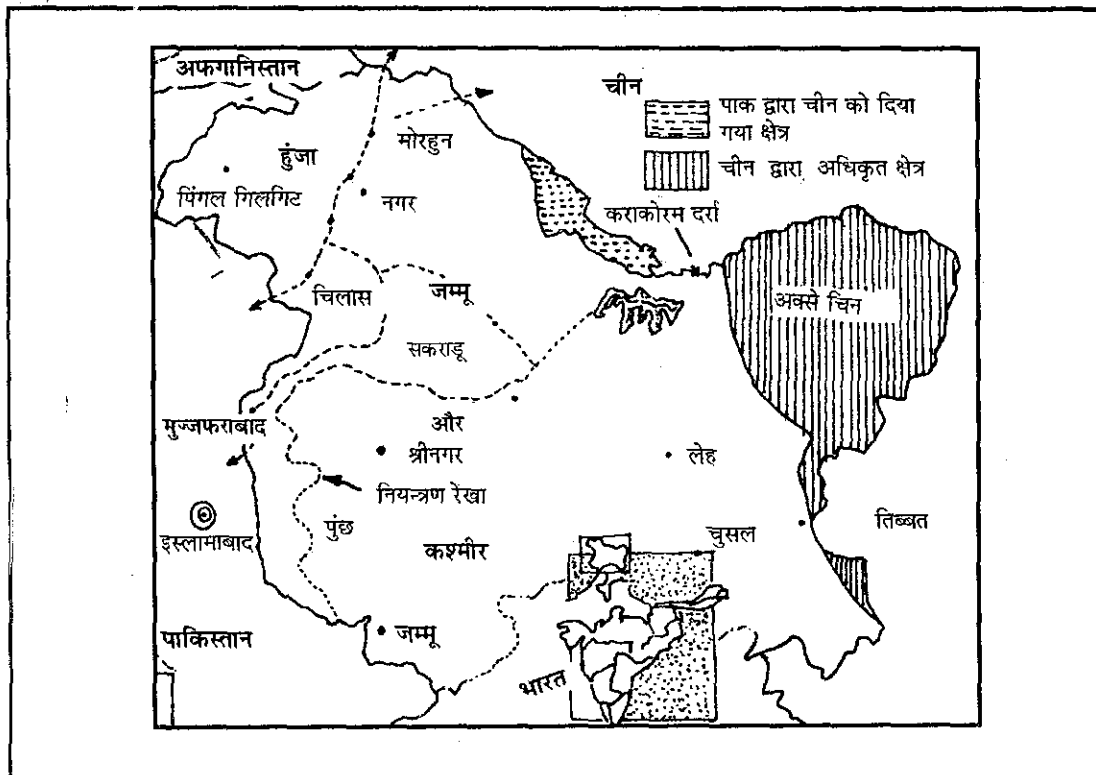 अफगानिस्तान
चीन
पाक द्वारा चीन को दिया
गया क्षेत्र
मोरहुन
हुंजा
चीन द्वारा अधिकृत क्षेत्र
पिंगल गिलगिट
नगर
कराकोरम दर्रा
चिलास
जम्मू
अक्से चिन
सकराडू
मुज्जफराबाद
और
श्रीनगर
लेह
नियन्त्रण रेखा
पुंछ
तिब्बत
इस्लामाबाद
कश्मीर
चुसल
पाकिस्तान
जम्मू
भारत